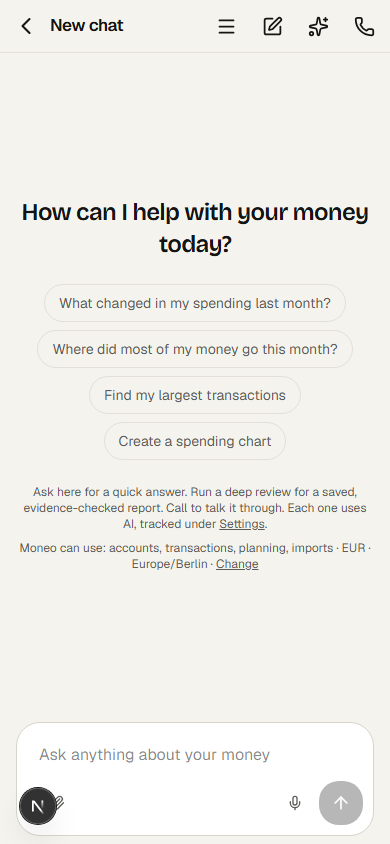 New chat
How can I help with your money
today?
What changed in my spending last month?
Where did most of my money go this month?
Find my largest transactions
Create a spending chart
Ask here for a quick answer. Run a deep review for a saved,
evidence-checked report. Call to talk it through. Each one uses
AI, tracked under Settings.
Moneo can use: accounts, transactions, planning, imports · EUR ·
Europe/Berlin · Change
Ask anything about your money
N